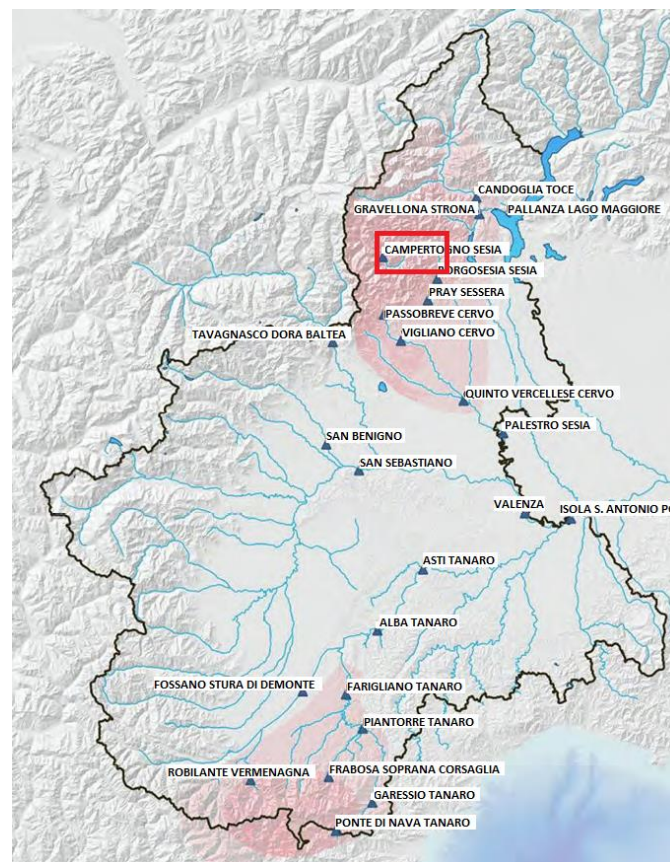 CANDOGLIA TOCE
GRAVELLONA STRONA
PALLANZA LAGO MAGGIORE
CAMPERTOGNO SESIA
BORGOSESIA SESIA
PRAY SESSERA
PASSOBREVE CERVO
TAVAGNASCO DORA BALTEA
VIGLIANO CERVO
QUINTO VERCELLESE CERVO
PALESTRO SESIA
SAN BENIGNO
SAN SEBASTIANO
VALENZA
ISOLA S. ANTONIO PO
ASTI TANARO
ALBA TANARO
FOSSANO STURA DI DEMONTE
FARIGLIANO TANARO
PIANTORRE TANARO
ROBILANTE VERMENAGNA
FRABOSA SOPRANA CORSAGLIA
GARESSIO TANARO
PONTE DI NAVA TANARO